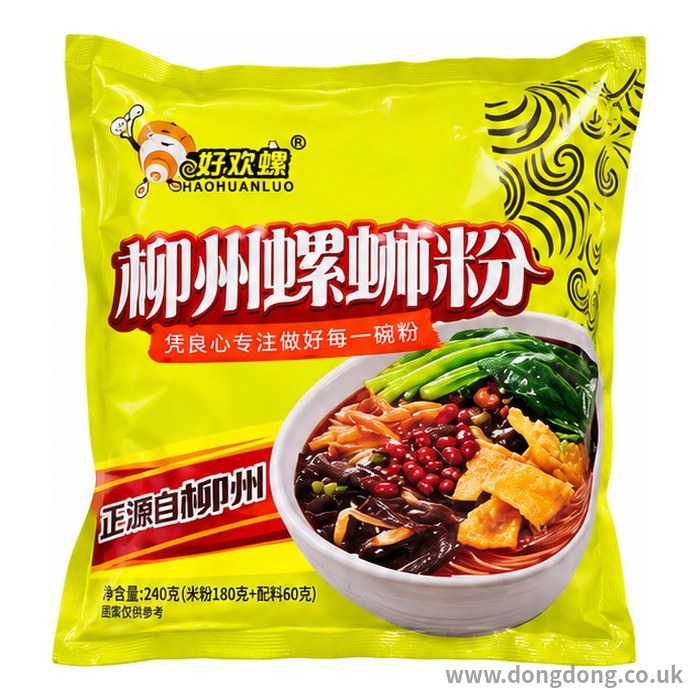 好欢螺®
HAOHUANLUO
柳州螺蛳粉
凭良心专注做好每一碗粉
正源自柳州
净含量:240克(米粉180克+配料60克)
图案仅供参考
www.dongdong.co.uk